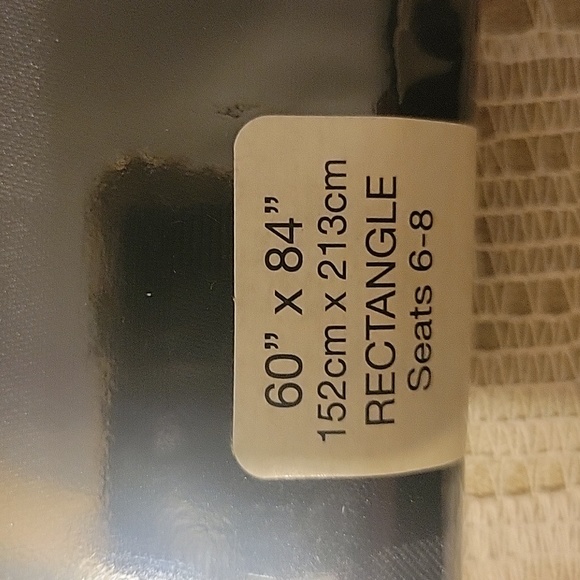 60” x 84”
152cm x 213cm
RECTANGLE
Seats 6-8